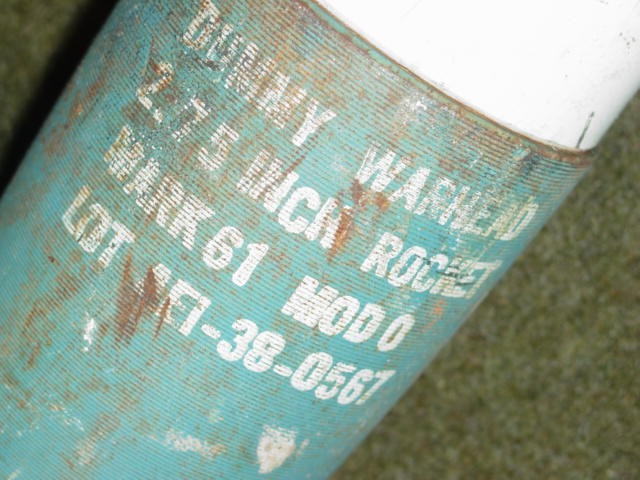 DUMMY WARHEAD
2.75 INCH ROCKET
MARK 61 MOD 0
LOT -38-0567